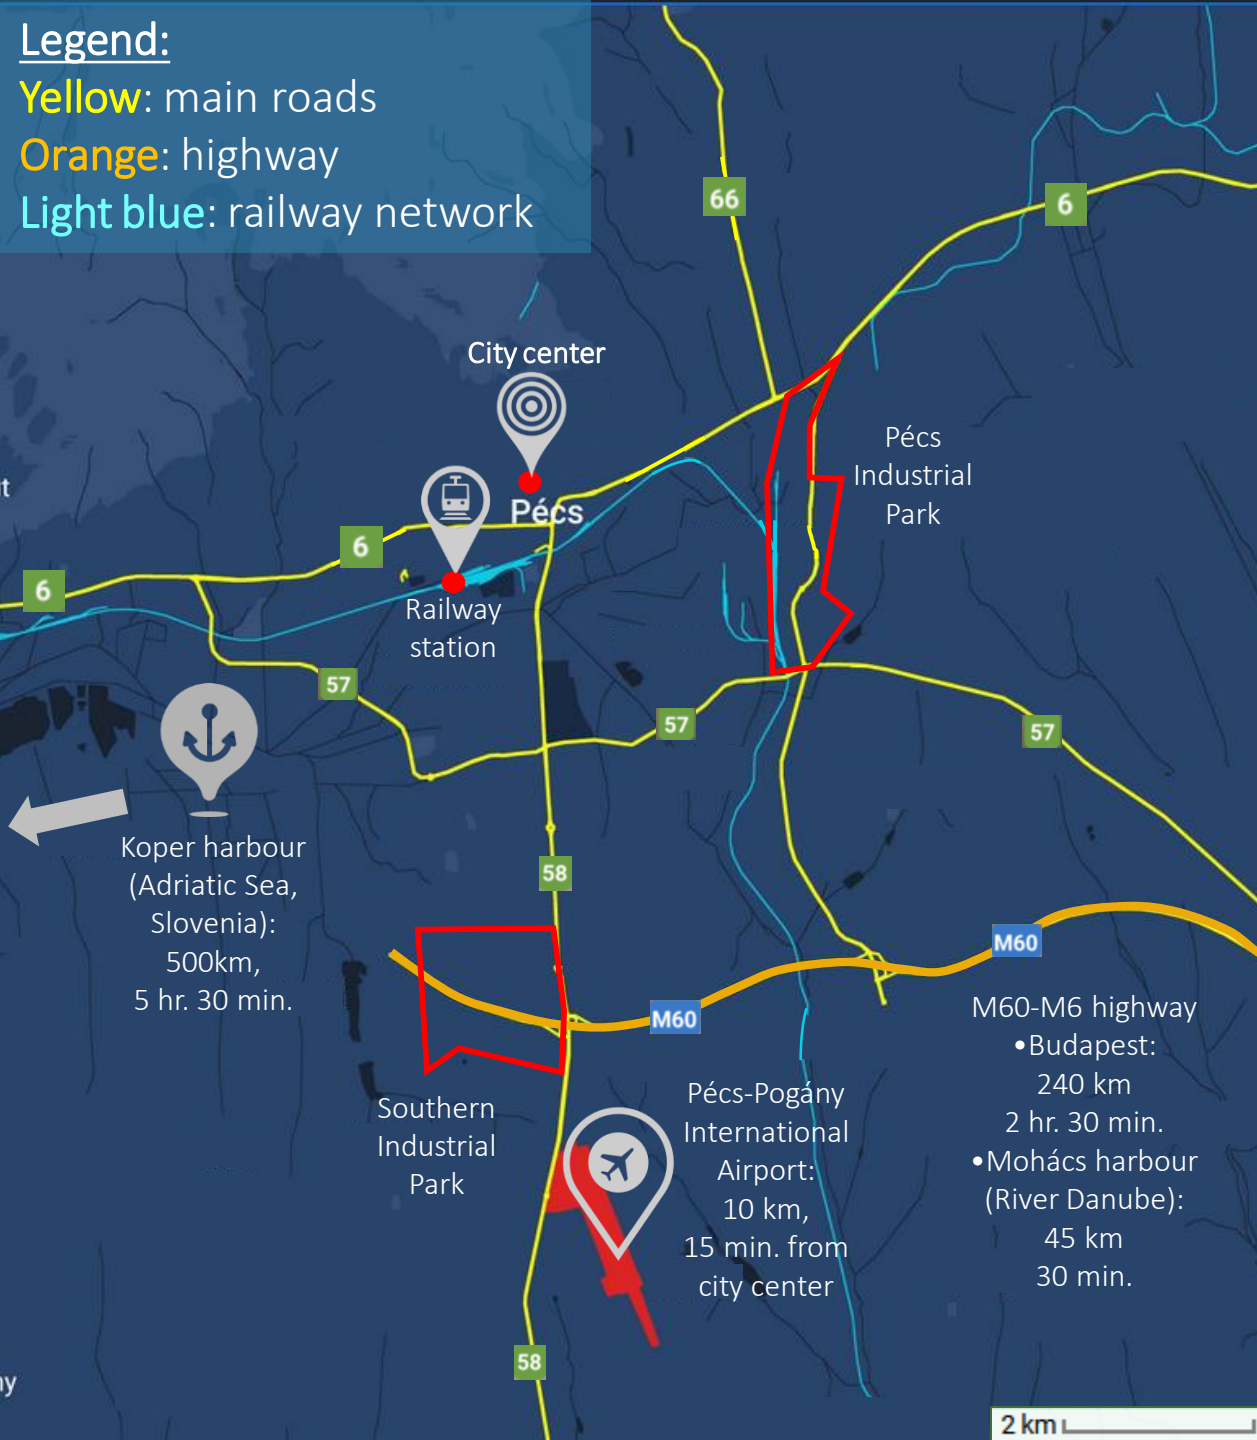 Legend:
Yellow: main roads
Orange: highway
Light blue: railway network
66
6
City center
Pécs
Industrial
Park
Pécs
6
6
Railway
station
57
57
57
Koper harbour
(Adriatic Sea,
Slovenia):
500km,
5 hr. 30 min.
58
M60
M60
M60-M6 highway
•Budapest:
240 km
2 hr. 30 min.
•Mohács harbour
(River Danube):
45 km
30 min.
Southern
Industrial
Park
Pécs-Pogány
International
Airport:
10 km,
15 min. from
city center
58
2 km